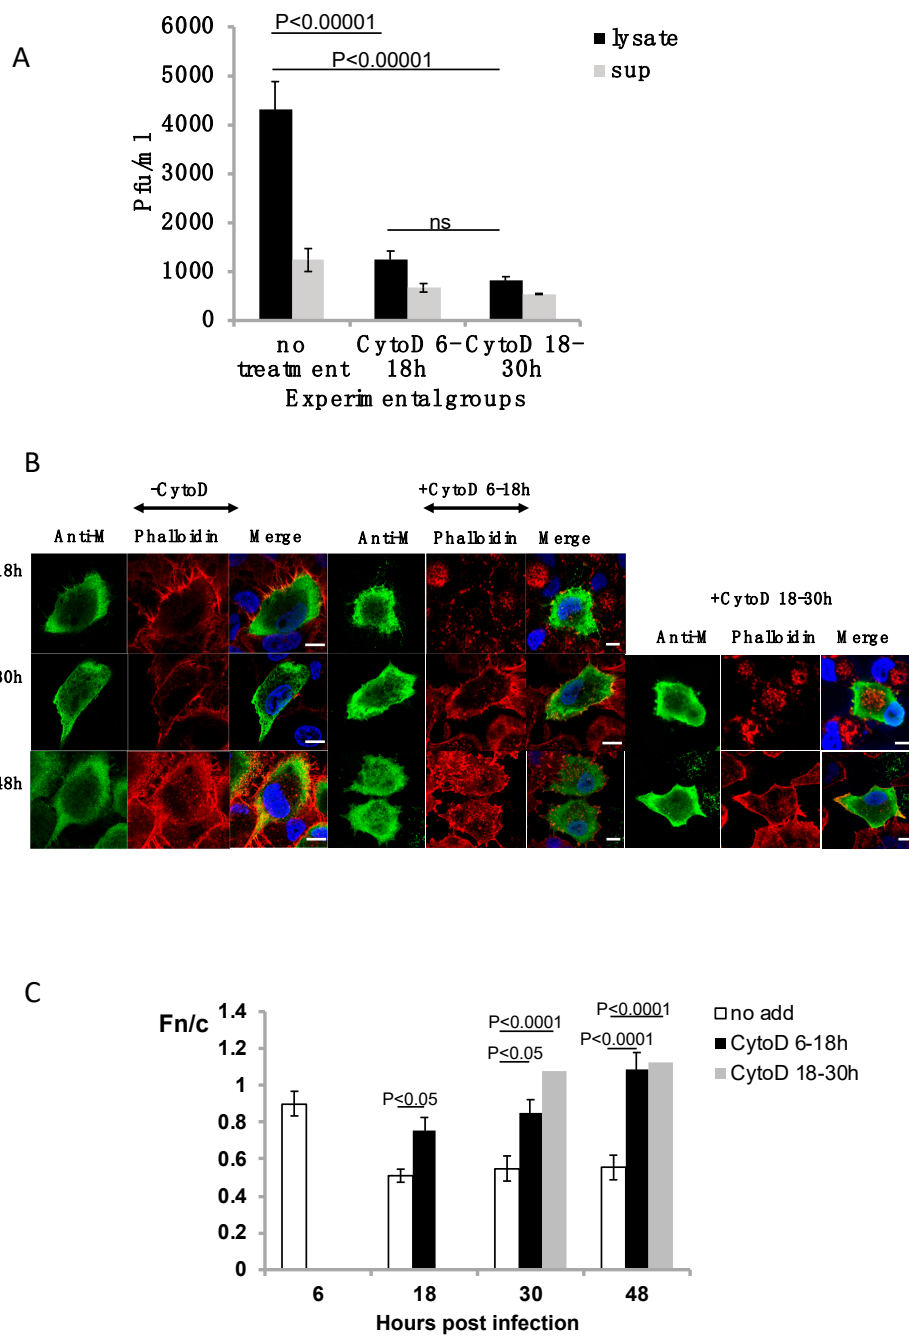 A
6000
5000
4000
3000
2000
1000
0
Pfu/ml
P<0.00001
P<0.00001
ns
lysate
sup
no treatment
CytoD 6-18h
CytoD 18-30h
Experimental groups
B
-CytoD
+CytoD 6-18h
Anti-M Phalloidin Merge
Anti-M Phalloidin Merge
+CytoD 18-30h
Anti-M Phalloidin Merge
18h
30h
48h
C
Fn/c
1.4
1.2
1
0.8
0.6
0.4
0.2
0
P<0.05
P<0.0001
P<0.05
P<0.0001
P<0.0001
no add
CytoD 6-18h
CytoD 18-30h
6 18 30 48
Hours post infection